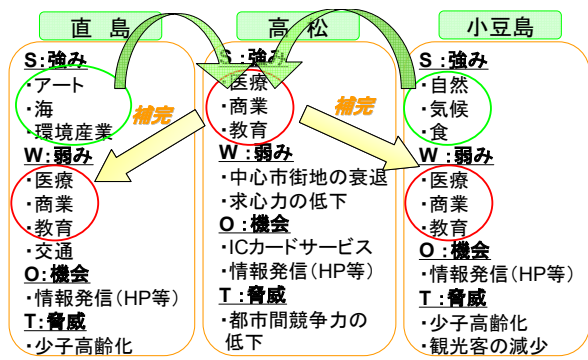 直 島
S:強み
・アート
・海
・環境産業
W:弱み
・医療
・商業
・教育
・交通
O:機会
・情報発信(HP等)
T:脅威
・少子高齢化
補完
高 松
S:強み
・医療
・商業
・教育
W:弱み
・中心市街地の衰退
・求心力の低下
O:機会
・ICカードサービス
・情報発信(HP等)
T:脅威
・都市間競争力の
低下
補完
小豆島
S:強み
・自然
・気候
・食
W:弱み
・医療
・商業
・教育
O:機会
・情報発信(HP等)
T:脅威
・少子高齢化
・観光客の減少